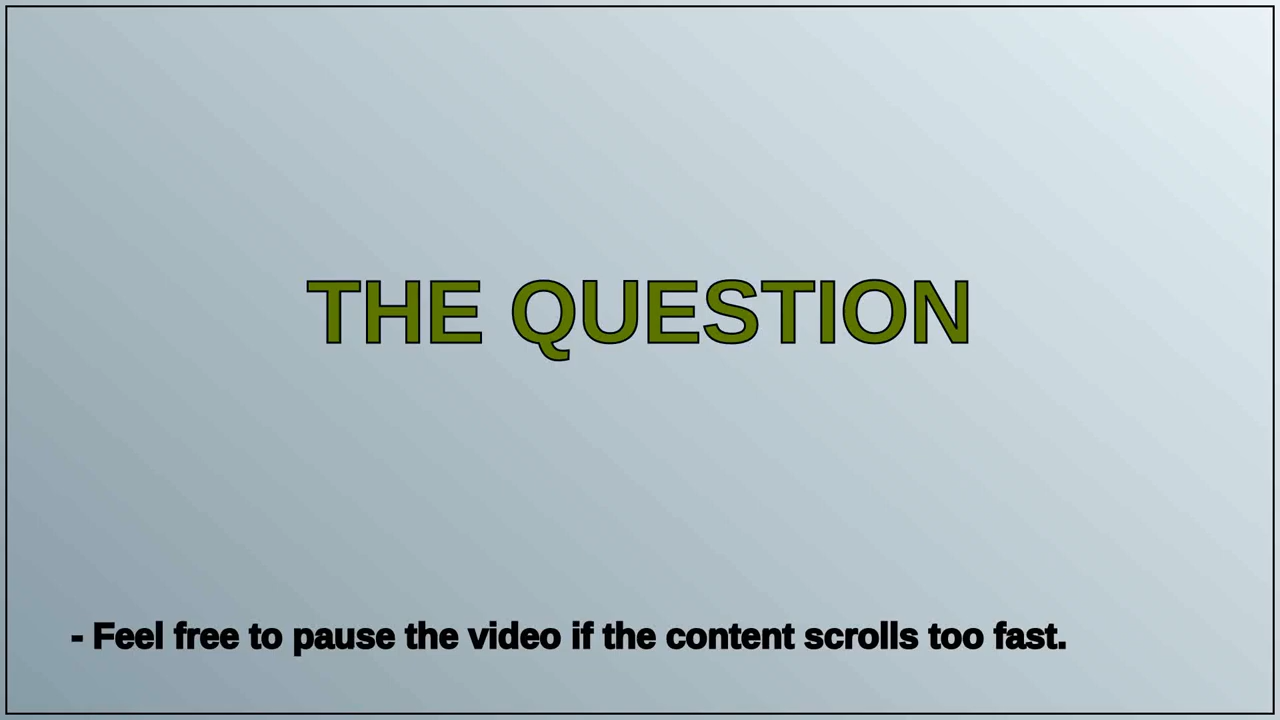 THE QUESTION
- Feel free to pause the video if the content scrolls too fast.